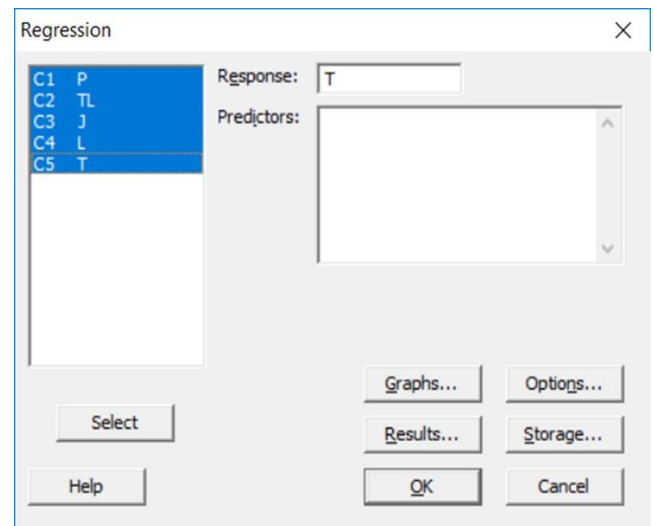 Regression
C1 P
C2 TL
C3 J
C4 L
C5 T
Response: T
Predictors:
Graphs... Options...
Select
Results... Storage...
Help OK Cancel